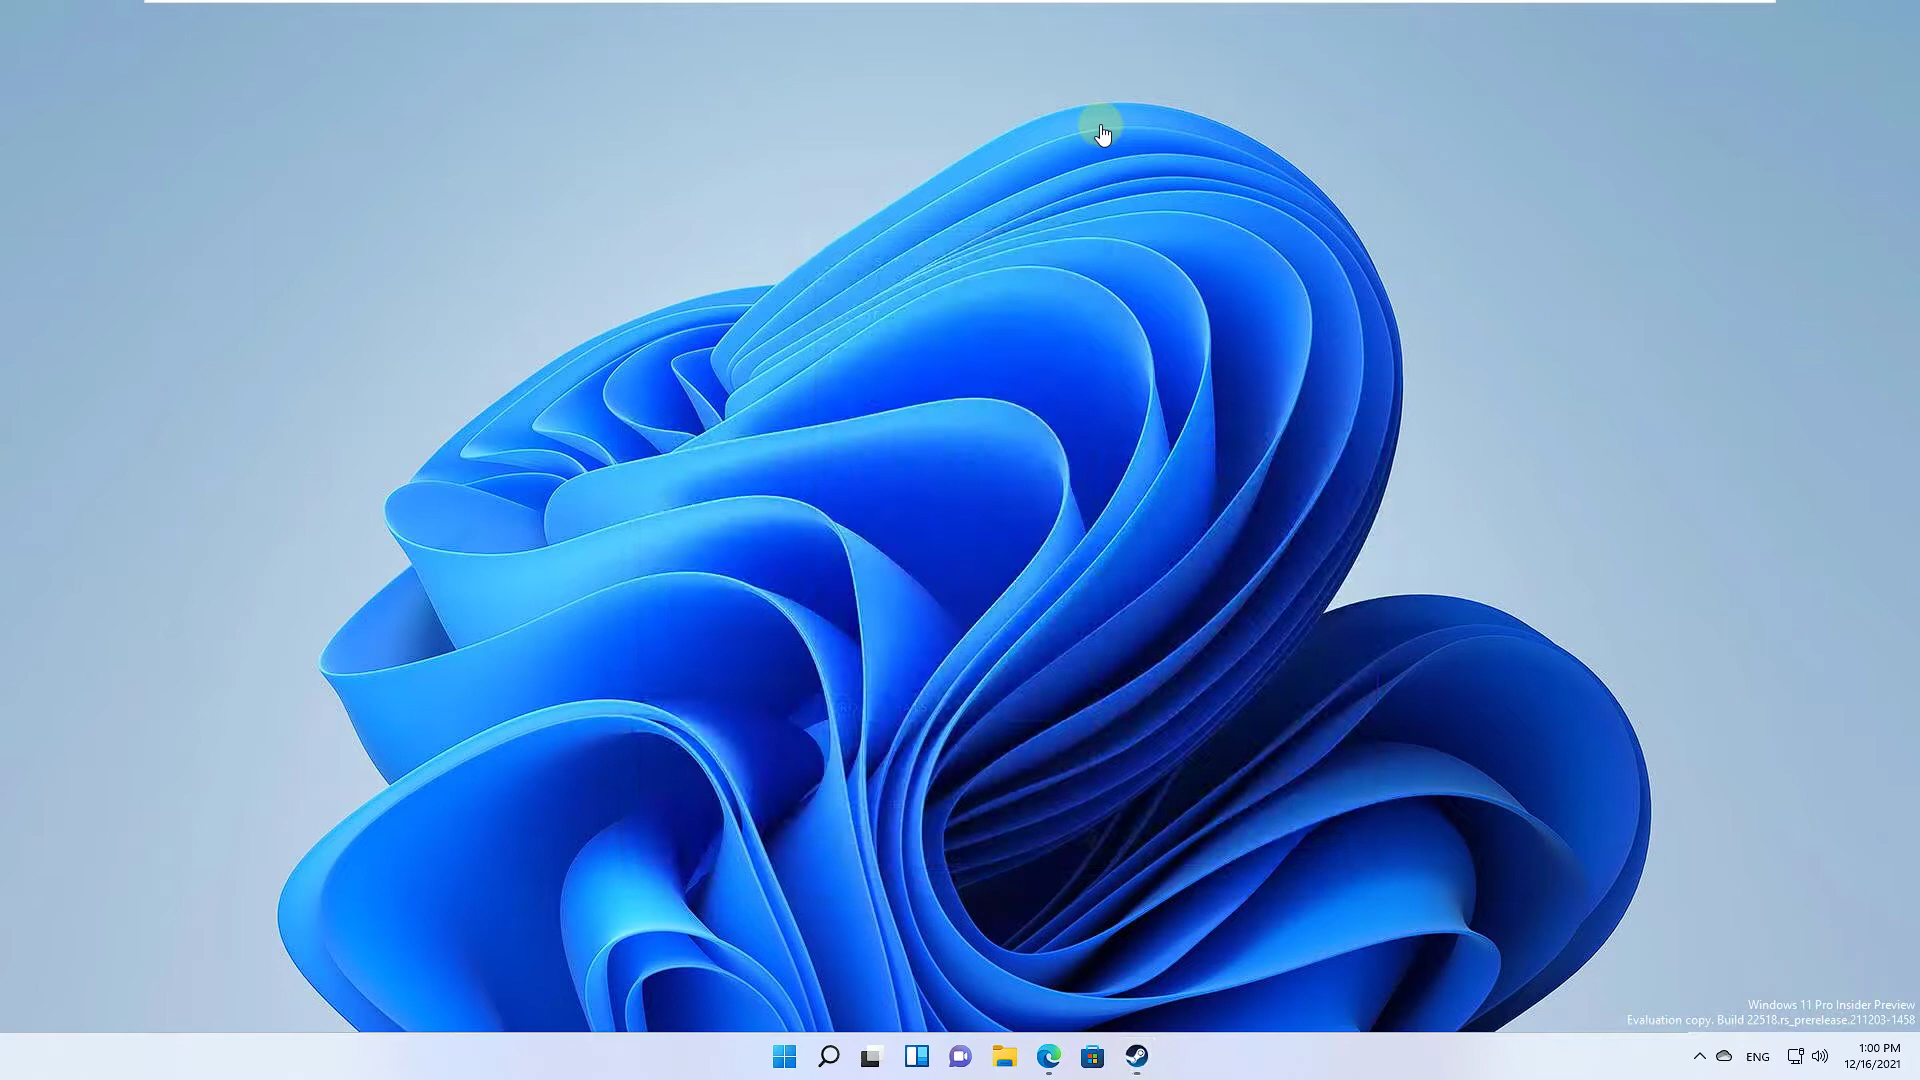 Windows 11 Pro Insider Preview
Evaluation copy. Build 22518.rs_prerelease.211203-1458
ENG
1:00 PM
12/16/2021